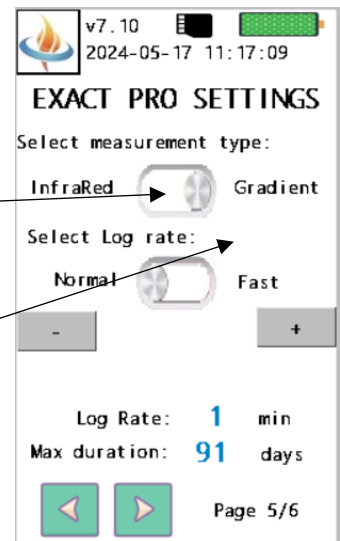 v7.10
2024-05-17 11:17:09
EXACT PRO SETTINGS
Select measurement type:
InfraRed Gradient
Select Log rate:
Normal Fast
- +
Log Rate: 1 min
Max duration: 91 days
Page 5/6